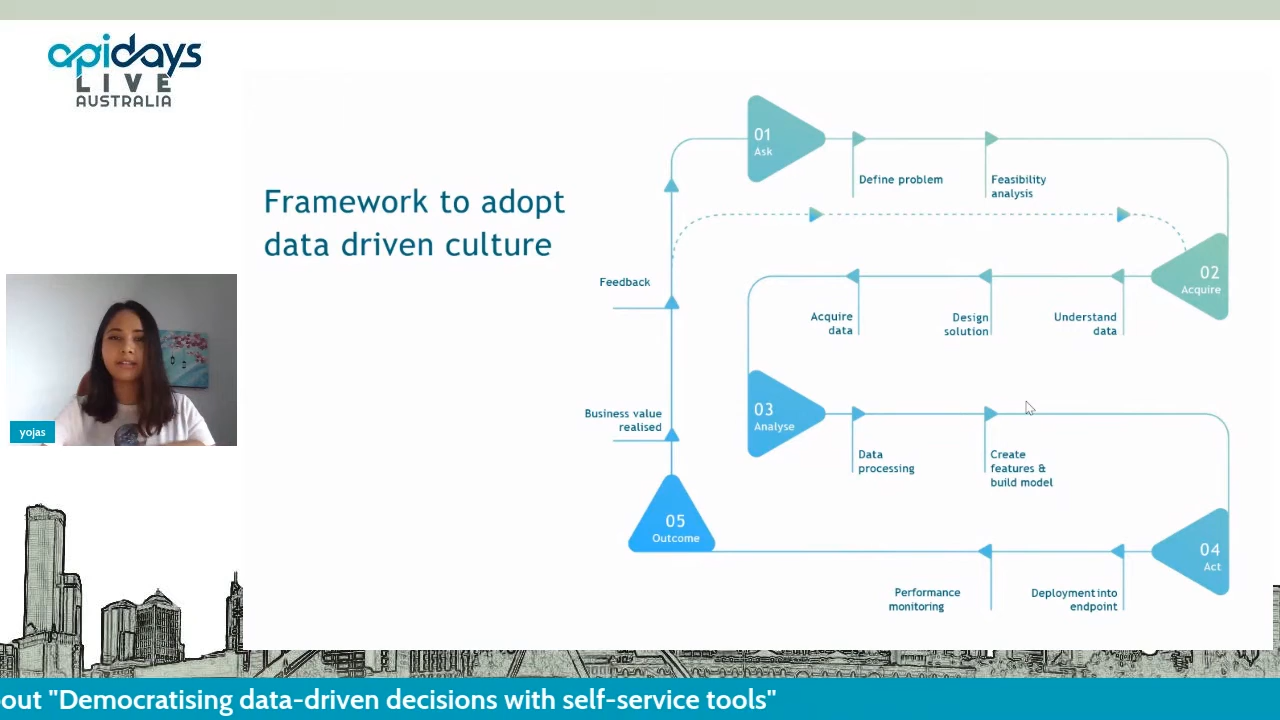 apidays
LIVE
AUSTRALIA
Framework to adopt
data driven culture
01
Ask
Define problem
Feasibility
analysis
02
Acquire
Understand
data
Design
solution
Acquire
data
03
Analyse
Data
processing
Create
features &
build model
04
Act
Deployment into
endpoint
Performance
monitoring
05
Outcome
Business value
realised
Feedback
yojas
out "Democratising data-driven decisions with self-service tools"